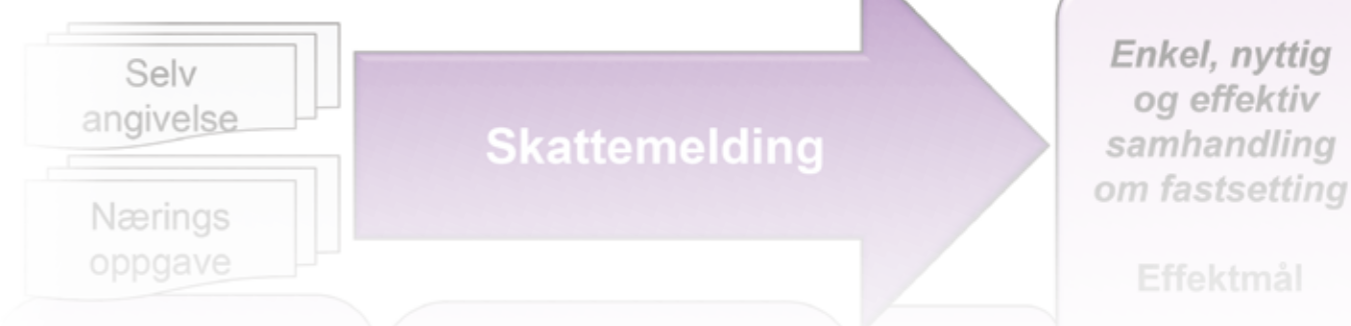 Selv
angivelse
Nærings
oppgave
Skattemelding
Enkel, nyttig
og effektiv
samhandling
om fastsetting
Effektmål